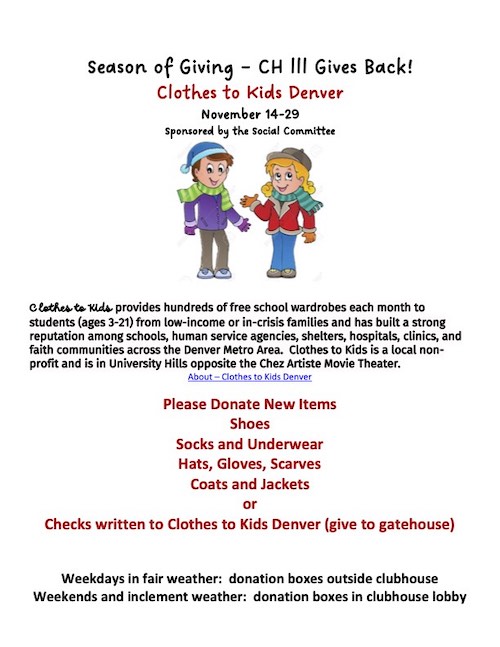 Season of Giving – CH lll Gives Back!
Clothes to Kids Denver
November 14-29
Sponsored by the Social Committee
Clothes to Kids provides hundreds of free school wardrobes each month to
students (ages 3-21) from low-income or in-crisis families and has built a strong
reputation among schools, human service agencies, shelters, hospitals, clinics, and
faith communities across the Denver Metro Area.  Clothes to Kids is a local non-
profit and is in University Hills opposite the Chez Artiste Movie Theater.
About – Clothes to Kids Denver
Please Donate New Items
Shoes
Socks and Underwear
Hats, Gloves, Scarves
Coats and Jackets
or
Checks written to Clothes to Kids Denver (give to gatehouse)
Weekdays in fair weather:  donation boxes outside clubhouse
Weekends and inclement weather:  donation boxes in clubhouse lobby